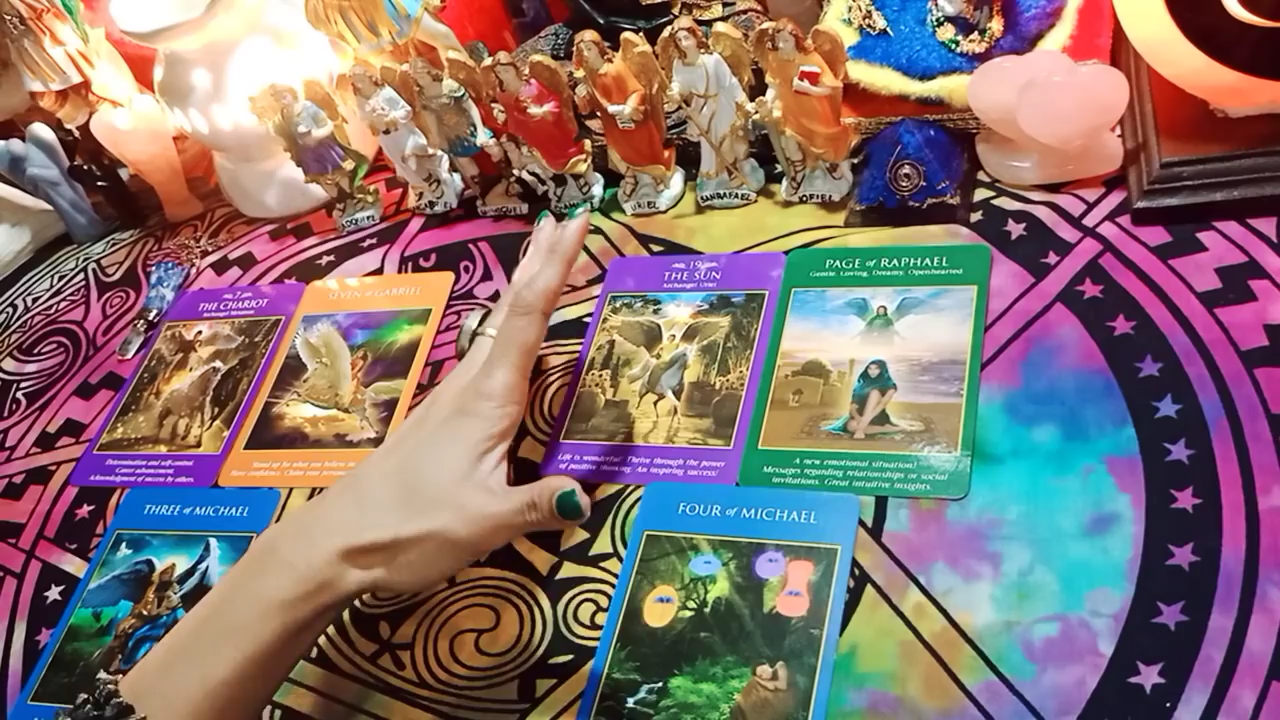 URIEL
SANRAFAEL
JOFIEL
7
THE CHARIOT
Archangel Metatron
Determination and self-control.
Career advancement.
Acknowledgment of success by others.
SEVEN of GABRIEL
Stand up for what you believe in.
Have confidence. Claim your
19
THE SUN
Archangel Uriel
Life is wonderful! Thrive through the power
of positive thinking. An inspiring success!
PAGE of RAPHAEL
Gentle, Loving, Dreamy, Openhearted
A new emotional situation!
Messages regarding relationships or social
invitations. Great intuitive insights.
THREE of MICHAEL
FOUR of MICHAEL